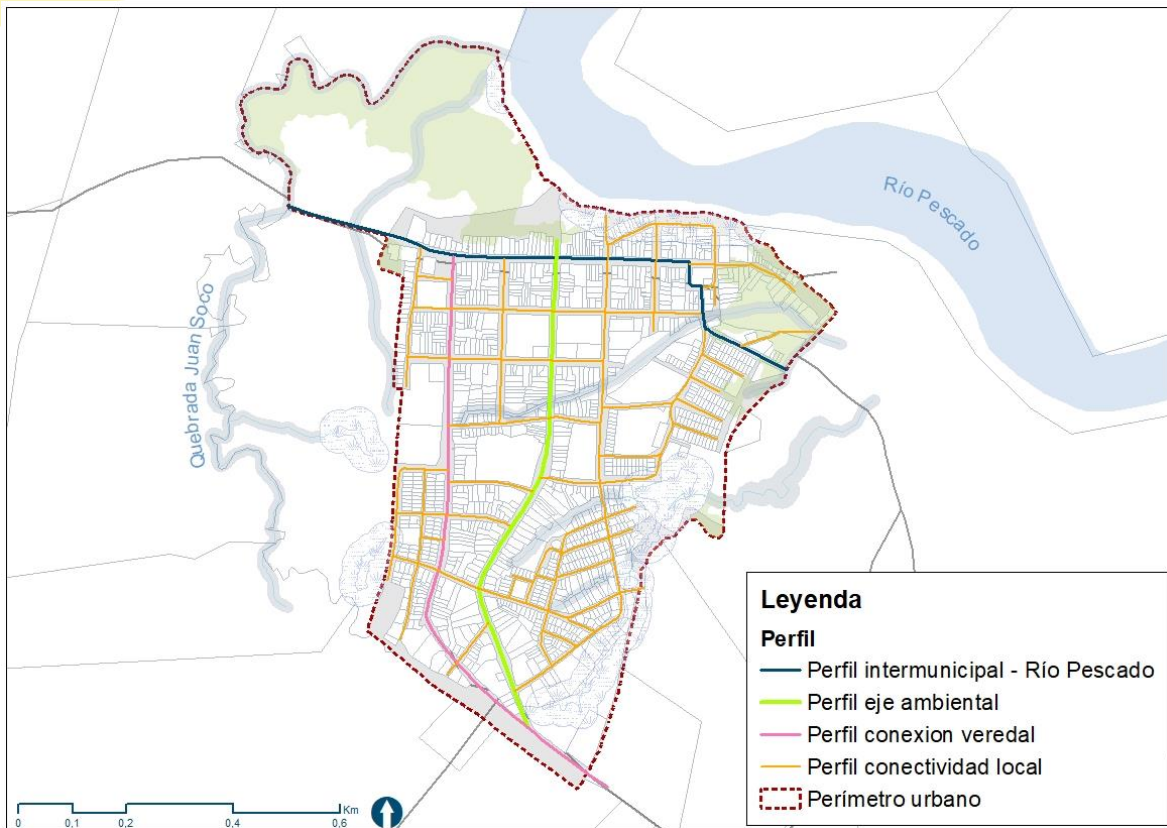 Río Pescado
Quebrada Juan Soco
Leyenda
Perfil
Perfil intermunicipal - Río Pescado
Perfil eje ambiental
Perfil conexion veredal
Perfil conectividad local
Perímetro urbano
Km
0 0,1 0,2 0,4 0,6